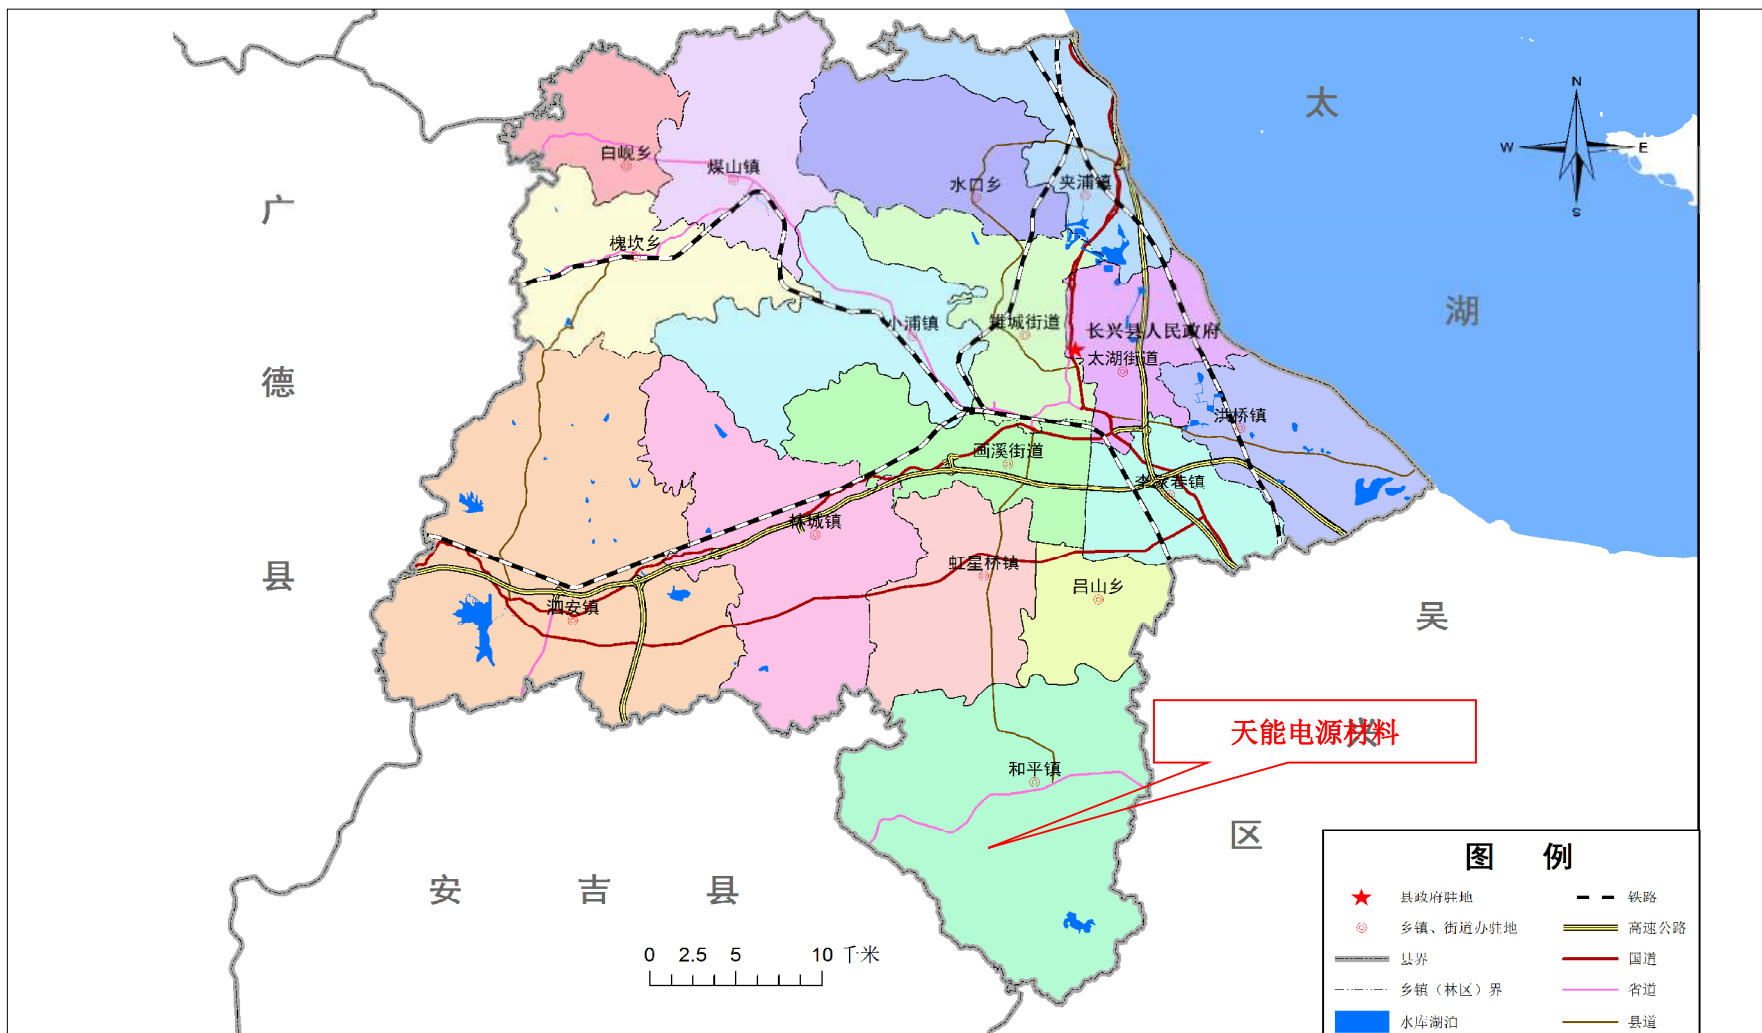 太
N
W
E
S
白岘乡
煤山镇
水口乡
夹浦镇
广
槐坎乡
湖
小浦镇
雉城街道
长兴县人民政府
太湖街道
德
洪桥镇
画溪街道
李家巷镇
林城镇
虹星桥镇
吕山乡
县
泗安镇
吴
天能电源材料
兴
和平镇
区
安 吉 县
0 2.5 5 10 千米
图 例
县政府驻地
铁路
乡镇、街道办驻地
高速公路
县界
国道
乡镇（林区）界
省道
水库湖泊
县道